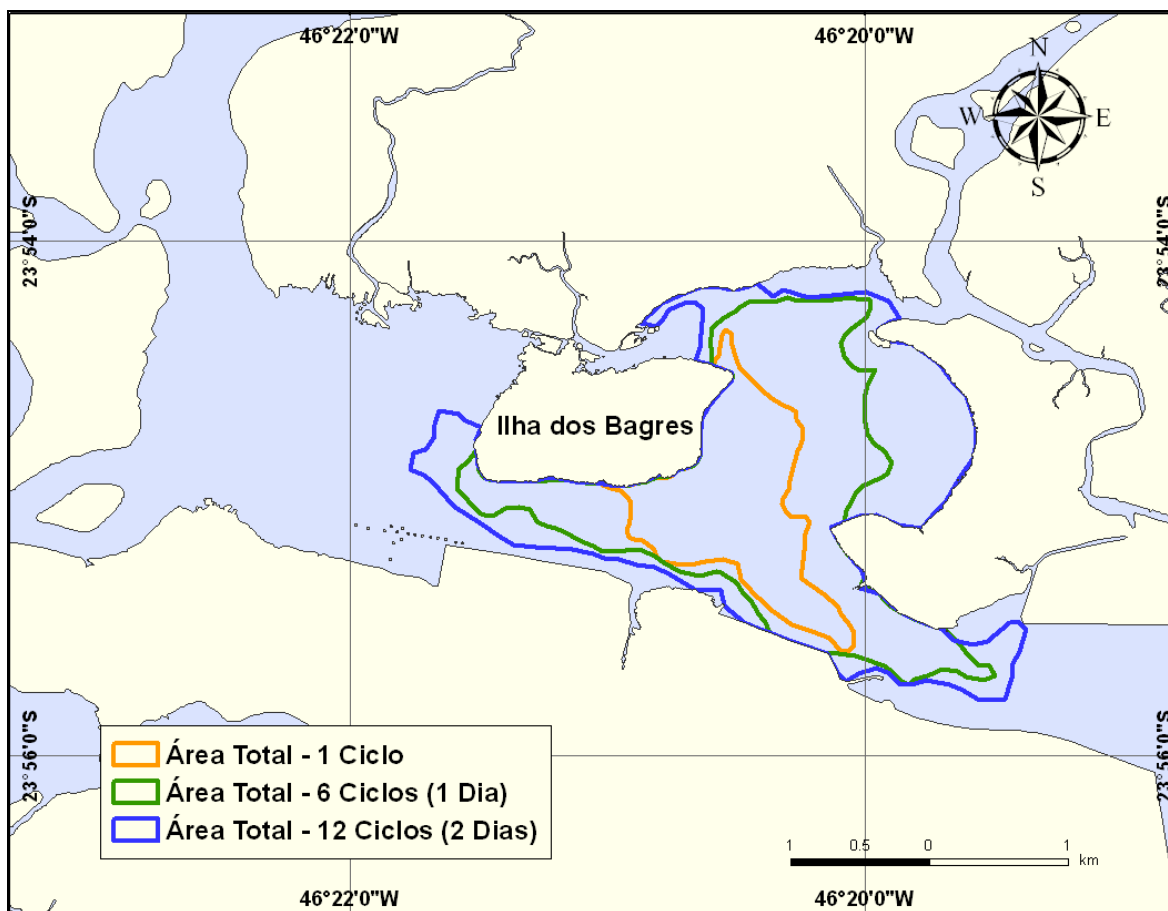 46°22'0"W
46°20'0"W
N
W
E
S
23°54'0"S
23°54'0"S
Ilha dos Bagres
23°56'0"S
23°56'0"S
Área Total - 1 Ciclo
Área Total - 6 Ciclos (1 Dia)
Área Total - 12 Ciclos (2 Dias)
1
0.5
0
1
km
46°22'0"W
46°20'0"W